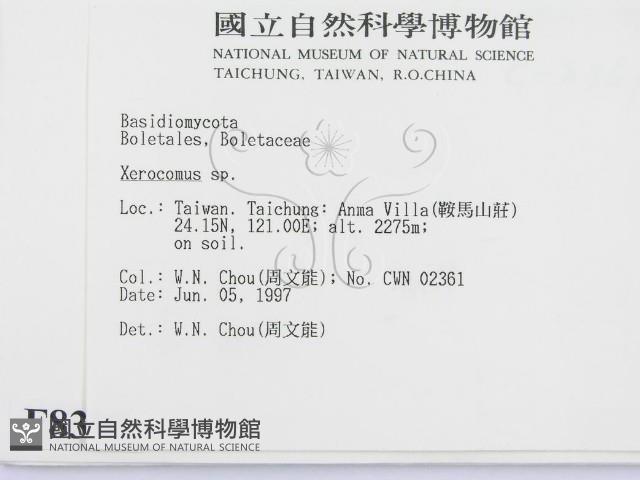 國立自然科學博物館
NATIONAL MUSEUM OF NATURAL SCIENCE
TAICHUNG, TAIWAN, R.O.CHINA
Basidiomycota
Boletales, Boletaceae
Xerocomus sp.
Loc.: Taiwan. Taichung: Anma Villa(鞍馬山莊)
24.15N, 121.00E; alt. 2275m;
on soil.
Col.: W.N. Chou(周文能); No. CWN 02361
Date: Jun. 05, 1997
Det.: W.N. Chou(周文能)
F83
國立自然科學博物館
NATIONAL MUSEUM OF NATURAL SCIENCE